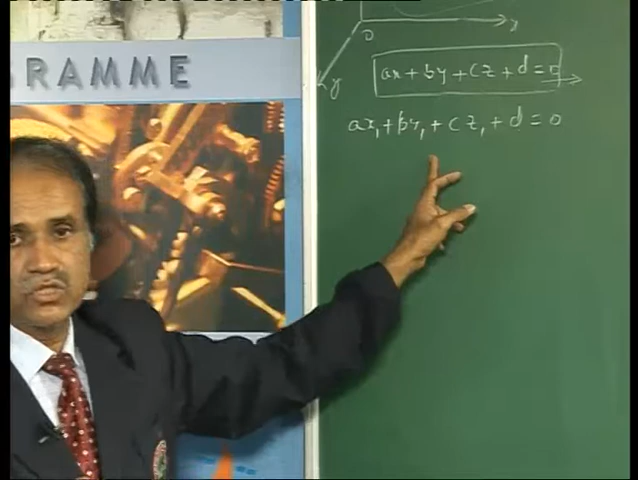 RAMME
x
O
y
ax + by + cz + d = 0
ax₁ + by₁ + cz₁ + d = 0